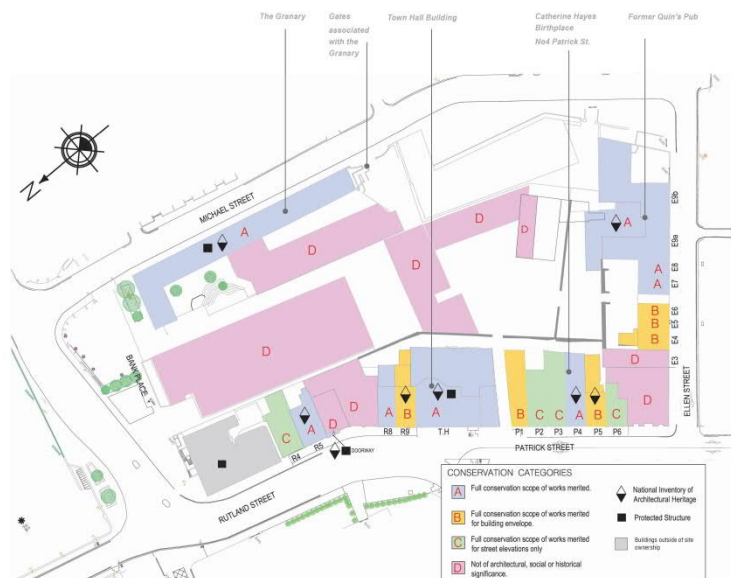 The Granary
Gates
associated
with the
Granary
Town Hall Building
Catherine Hayes
Birthplace
No4 Patrick St.
Former Quin's Pub
N
MICHAEL STREET
A
D
D
D
D
A
E9b
E9a
E8
E7
A
A
E6
E5
E4
B
B
B
E3
D
D
ELLEN STREET
BANK PLACE
C
A
D
D
A
B
A
B
C
C
A
B
C
R4
R5
R8
R9
T.H
P1
P2
P3
P4
P5
P6
DOORWAY
PATRICK STREET
RUTLAND STREET
CONSERVATION CATEGORIES
A Full conservation scope of works merited.
B Full conservation scope of works merited
for building envelope.
C Full conservation scope of works merited
for street elevations only
D Not of architectural, social or historical
significance.
National Inventory of
Architectural Heritage
Protected Structure
Buildings outside of site
ownership